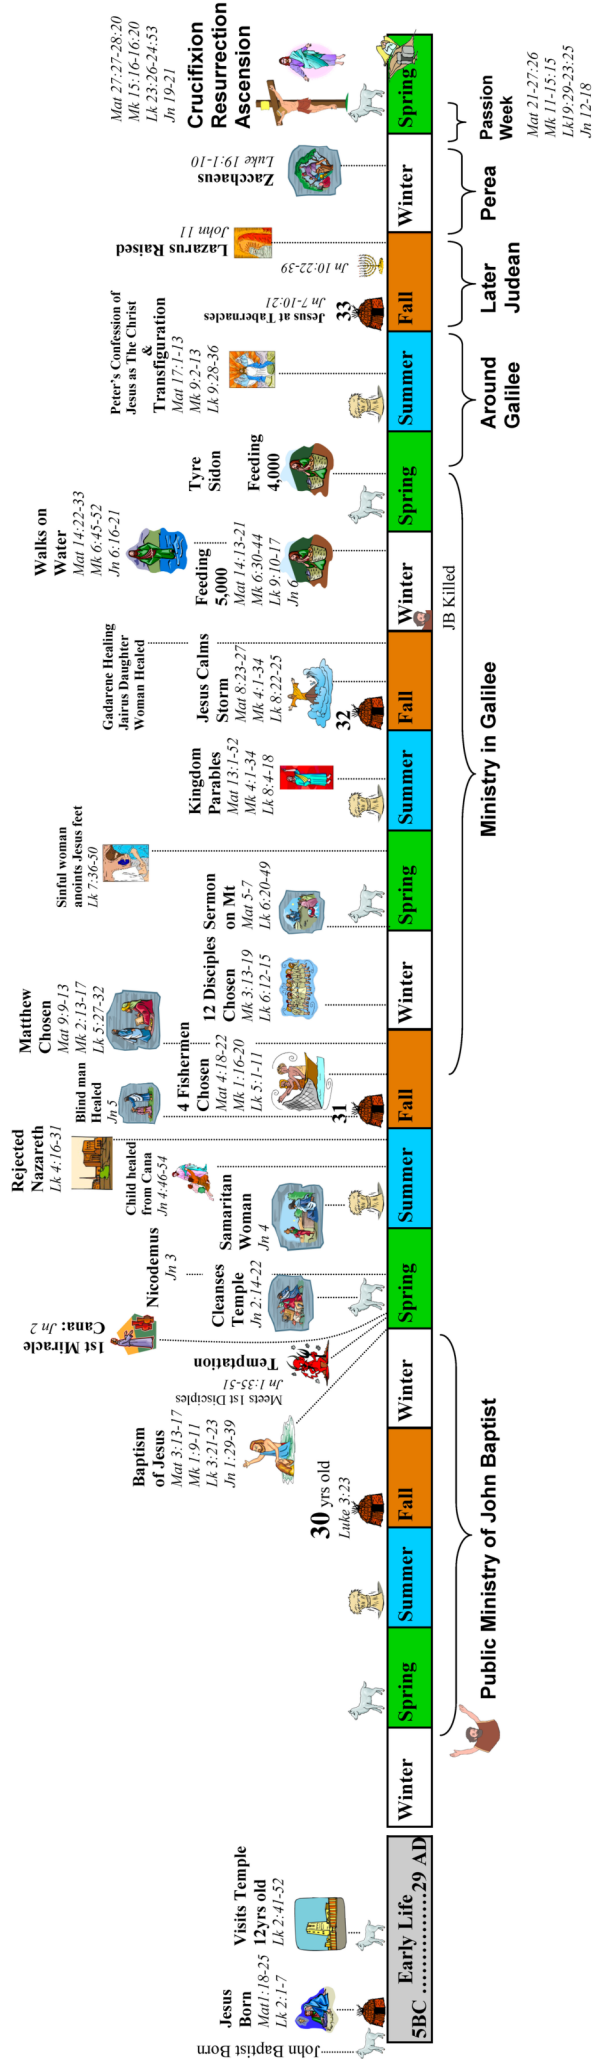 John Baptist Born
Jesus
Born
Mat1:18-25
Lk 2:1-7
Visits Temple
12yrs old
Lk 2:41-52
Early Life
5BC ...............29 AD
Winter
Spring
Summer
Fall
Winter
Public Ministry of John Baptist
30 yrs old
Luke 3:23
Baptism
of Jesus
Mat 3:13-17
Mk 1:9-11
Lk 3:21-23
Jn 1:29-39
Meets 1st Disciples
Jn 1:35-51
Temptation
1st Miracle
Cana: Jn 2
Nicodemus
Jn 3
Cleanses
Temple
Jn 2:14-22
Samaritan
Woman
Jn 4
Child healed
from Cana
Jn 4:46-54
Rejected
Nazareth
Lk 4:16-31
Spring
Summer
Fall
Winter
31
Blind man
Healed
Jn 5
Matthew
Chosen
Mat 9:9-13
Mk 2:13-17
Lk 5:27-32
4 Fishermen
Chosen
Mat 4:18-22
Mk 1:16-20
Lk 5:1-11
12 Disciples
Chosen
Mk 3:13-19
Lk 6:12-15
Sermon
on Mt
Mat 5-7
Lk 6:20-49
Sinful woman
anoints Jesus feet
Lk 7:36-50
Kingdom
Parables
Mat 13:1-52
Mk 4:1-34
Lk 8:4-18
Spring
Summer
Fall
Winter
32
Jesus Calms
Storm
Mat 8:23-27
Mk 4:1-34
Lk 8:22-25
Gadarene Healing
Jairus Daughter
Woman Healed
Ministry in Galilee
JB Killed
Feeding
5,000
Mat 14:13-21
Mk 6:30-44
Lk 9:10-17
Jn 6
Walks on
Water
Mat 14:22-33
Mk 6:45-52
Jn 6:16-21
Tyre
Sidon
Feeding
4,000
Spring
Summer
Fall
Winter
Spring
Around
Galilee
Peter's Confession of
Jesus as The Christ
&
Transfiguration
Mat 17:1-13
Mk 9:2-13
Lk 9:28-36
33
Jesus at Tabernacles
Jn 7-10:21
Jn 10:22-39
Lazarus Raised
John 11
Later
Judean
Zacchaeus
Luke 19:1-10
Perea
Mat 27:27-28:20
Mk 15:16-16:20
Lk 23:26-24:53
Jn 19-21
Crucifixion
Resurrection
Ascension
Passion
Week
Mat 21-27:26
Mk 11-15:15
Lk19:29-23:25
Jn 12-18